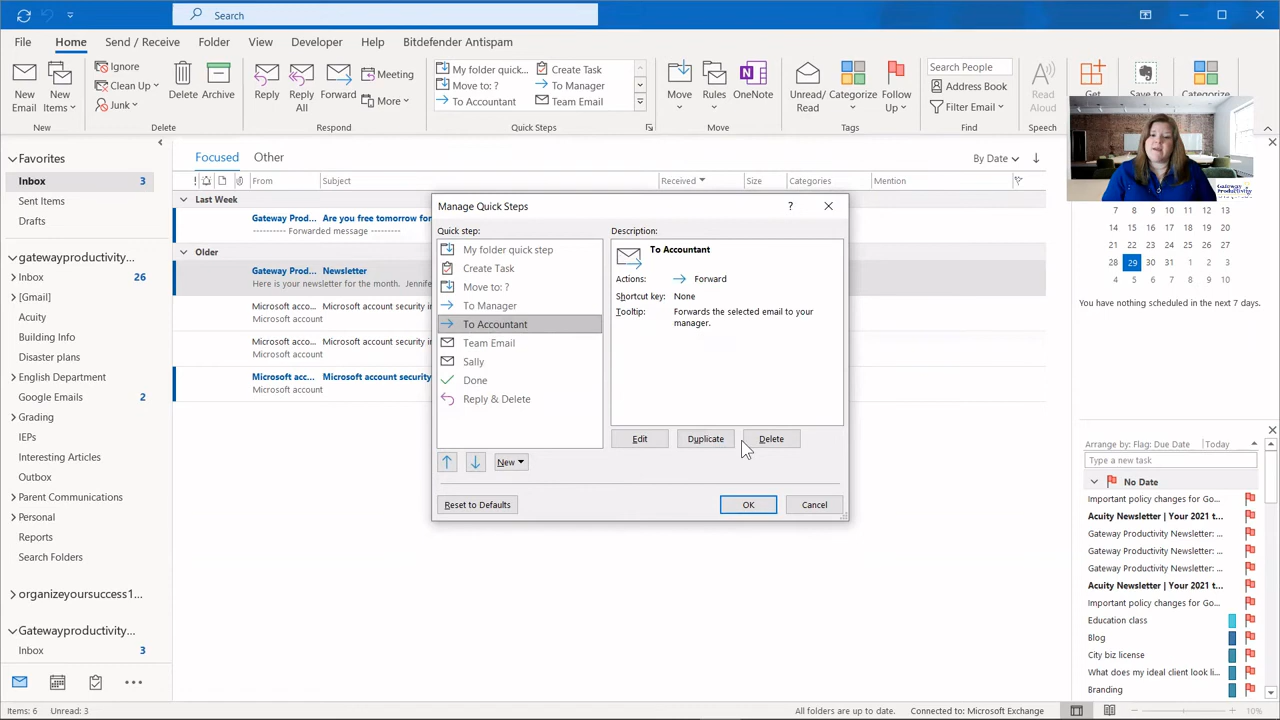 Search
File Home Send / Receive Folder View Developer Help Bitdefender Antispam
New Email
New Items
Ignore
Clean Up
Junk
Delete
Archive
Reply
Reply All
Forward
Meeting
More
My folder quick...
Move to: ?
To Accountant
Create Task
To Manager
Team Email
Move
Rules
OneNote
Unread/ Read
Categorize
Follow Up
Search People
Address Book
Filter Email
Read Aloud
Get
Save to
Categorize
New Delete Respond Quick Steps Move Tags Find Speech
Favorites
Inbox 3
Sent Items
Drafts
gatewayproductivity...
Inbox 26
[Gmail]
Acuity
Building Info
Disaster plans
English Department
Google Emails 2
Grading
IEPs
Interesting Articles
Outbox
Parent Communications
Personal
Reports
Search Folders
organizeyoursuccess1...
Gatewayproductivity...
Inbox 3
Focused Other
By Date
From Subject Received Size Categories Mention
Last Week
Gateway Prod... Are you free tomorrow for
---------- Forwarded message ---------
Older
Gateway Prod... Newsletter
Here is your newsletter for the month. Jennife
Microsoft acco... Microsoft account security in
Microsoft account
Microsoft acco... Microsoft account security in
Microsoft account
Microsoft acc... Microsoft account security
Microsoft account
Manage Quick Steps ?
Quick step:
My folder quick step
Create Task
Move to: ?
To Manager
To Accountant
Team Email
Sally
Done
Reply & Delete
New
Reset to Defaults
Description:
To Accountant
Actions: Forward
Shortcut key: None
Tooltip: Forwards the selected email to your
manager.
Edit Duplicate Delete
OK Cancel
Gateway
Productivity
7 8 9 10 11 12 13
14 15 16 17 18 19 20
21 22 23 24 25 26 27
28 29 30 31 1 2 3
4 5 6 7 8 9 10
You have nothing scheduled in the next 7 days.
Arrange by: Flag: Due Date Today
Type a new task
No Date
Important policy changes for Go...
Acuity Newsletter | Your 2021 t...
Gateway Productivity Newsletter: ...
Gateway Productivity Newsletter: ...
Gateway Productivity Newsletter: ...
Acuity Newsletter | Your 2021 t...
Important policy changes for Go...
Education class
Blog
City biz license
What does my ideal client look li...
Branding
Items: 6 Unread: 3 All folders are up to date. Connected to: Microsoft Exchange 10%